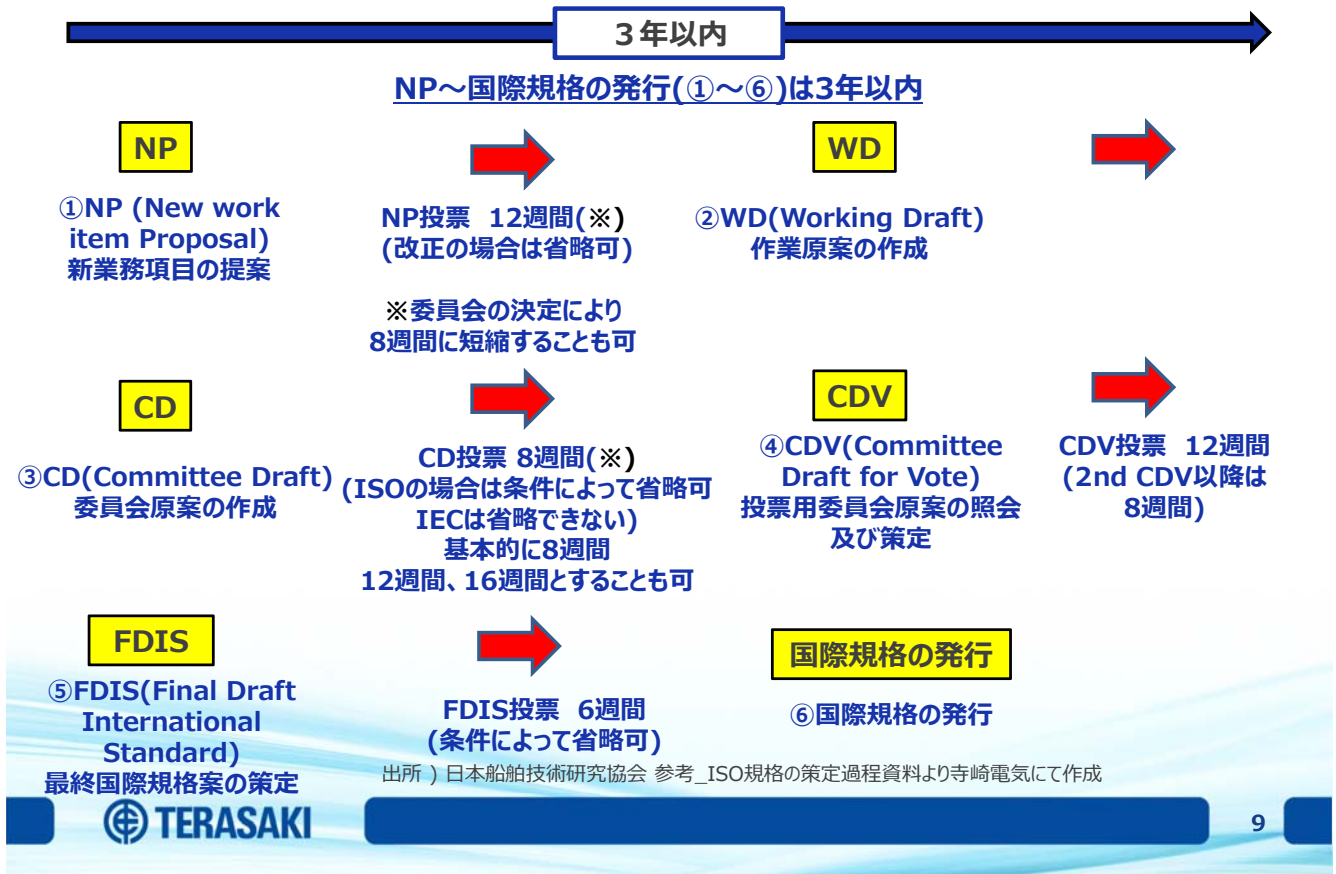 ３年以内
NP～国際規格の発行(①～⑥)は3年以内
NP
WD
①NP (New work
item Proposal)
新業務項目の提案
NP投票 12週間(※)
(改正の場合は省略可)
※委員会の決定により
8週間に短縮することも可
②WD(Working Draft)
作業原案の作成
CD
CDV
③CD(Committee Draft)
委員会原案の作成
CD投票 8週間(※)
(ISOの場合は条件によって省略可
IECは省略できない)
基本的に8週間
12週間、16週間とすることも可
④CDV(Committee
Draft for Vote)
投票用委員会原案の照会
及び策定
CDV投票 12週間
(2nd CDV以降は
8週間)
FDIS
国際規格の発行
⑤FDIS(Final Draft
International
Standard)
最終国際規格案の策定
FDIS投票 6週間
(条件によって省略可)
⑥国際規格の発行
出所 ) 日本船舶技術研究協会 参考_ISO規格の策定過程資料より寺崎電気にて作成
TERASAKI
9